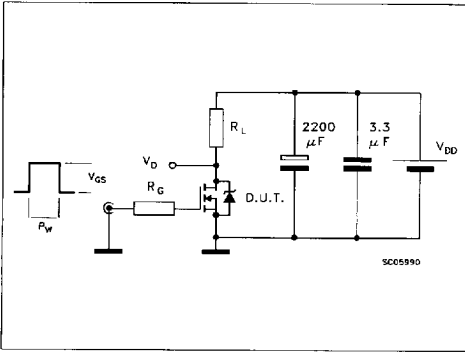 R_L
2200 µF
3.3 µF
V_DD
V_D
V_GS
R_G
D.U.T.
P_W
SC05990